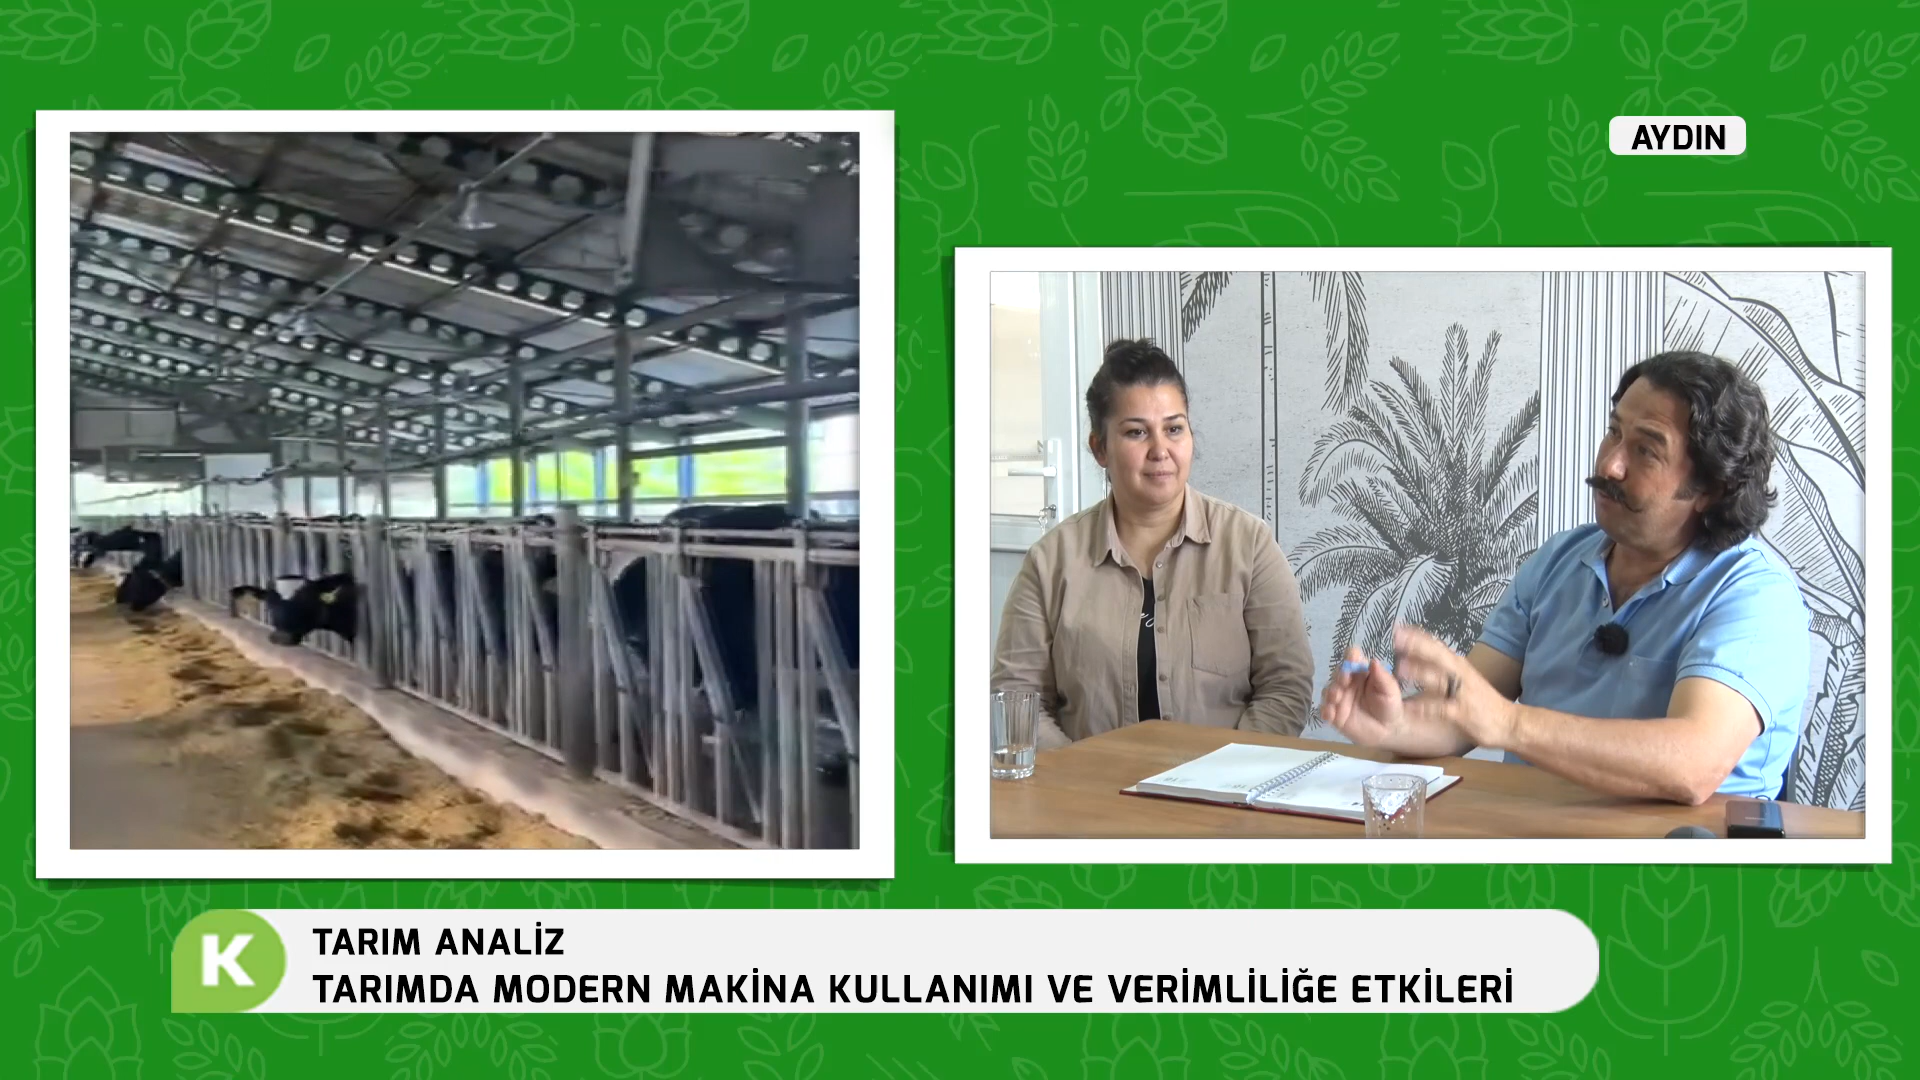 AYDIN
K
TARIM ANALİZ
TARIMDA MODERN MAKİNA KULLANIMI VE VERİMLİLİĞE ETKİLERİ